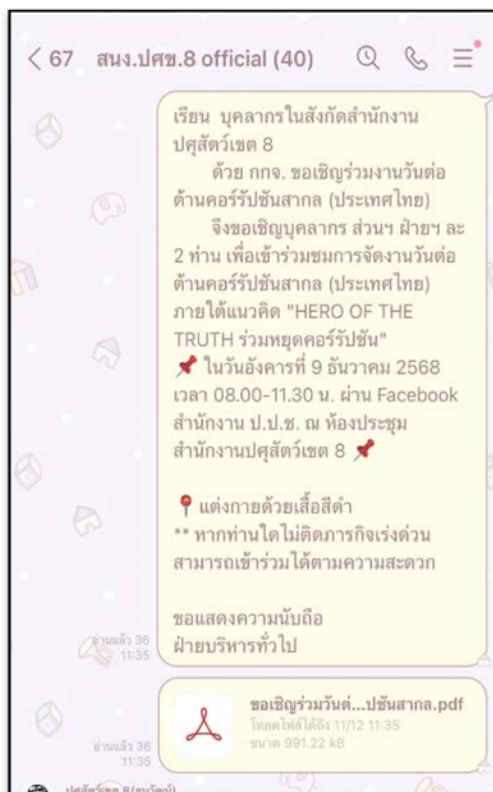 67 สนง.ปศข.8 official (40)
เรียน บุคลากรในสังกัดสำนักงาน
ปศุสัตว์เขต 8
ด้วย กกจ. ขอเชิญร่วมงานวันต่อ
ต้านคอร์รัปชันสากล (ประเทศไทย)
จึงขอเชิญบุคลากร ส่วนฯ ฝ่ายฯ ละ
2 ท่าน เพื่อเข้าร่วมชมการจัดงานวันต่อ
ต้านคอร์รัปชันสากล (ประเทศไทย)
ภายใต้แนวคิด "HERO OF THE
TRUTH ร่วมหยุดคอร์รัปชัน"
📌 ในวันอังคารที่ 9 ธันวาคม 2568
เวลา 08.00-11.30 น. ผ่าน Facebook
สำนักงาน ป.ป.ช. ณ ห้องประชุม
สำนักงานปศุสัตว์เขต 8 📌
📍 แต่งกายด้วยเสื้อสีดำ
** หากท่านใดไม่ติดภารกิจเร่งด่วน
สามารถเข้าร่วมได้ตามความสะดวก
ขอแสดงความนับถือ
ฝ่ายบริหารทั่วไป
อ่านแล้ว 36
11:35
ขอเชิญร่วมวันต่...ปชันสากล.pdf
โหลดไฟล์ได้ถึง 11/12 11:35
ขนาด 991.22 kB
อ่านแล้ว 36
11:35